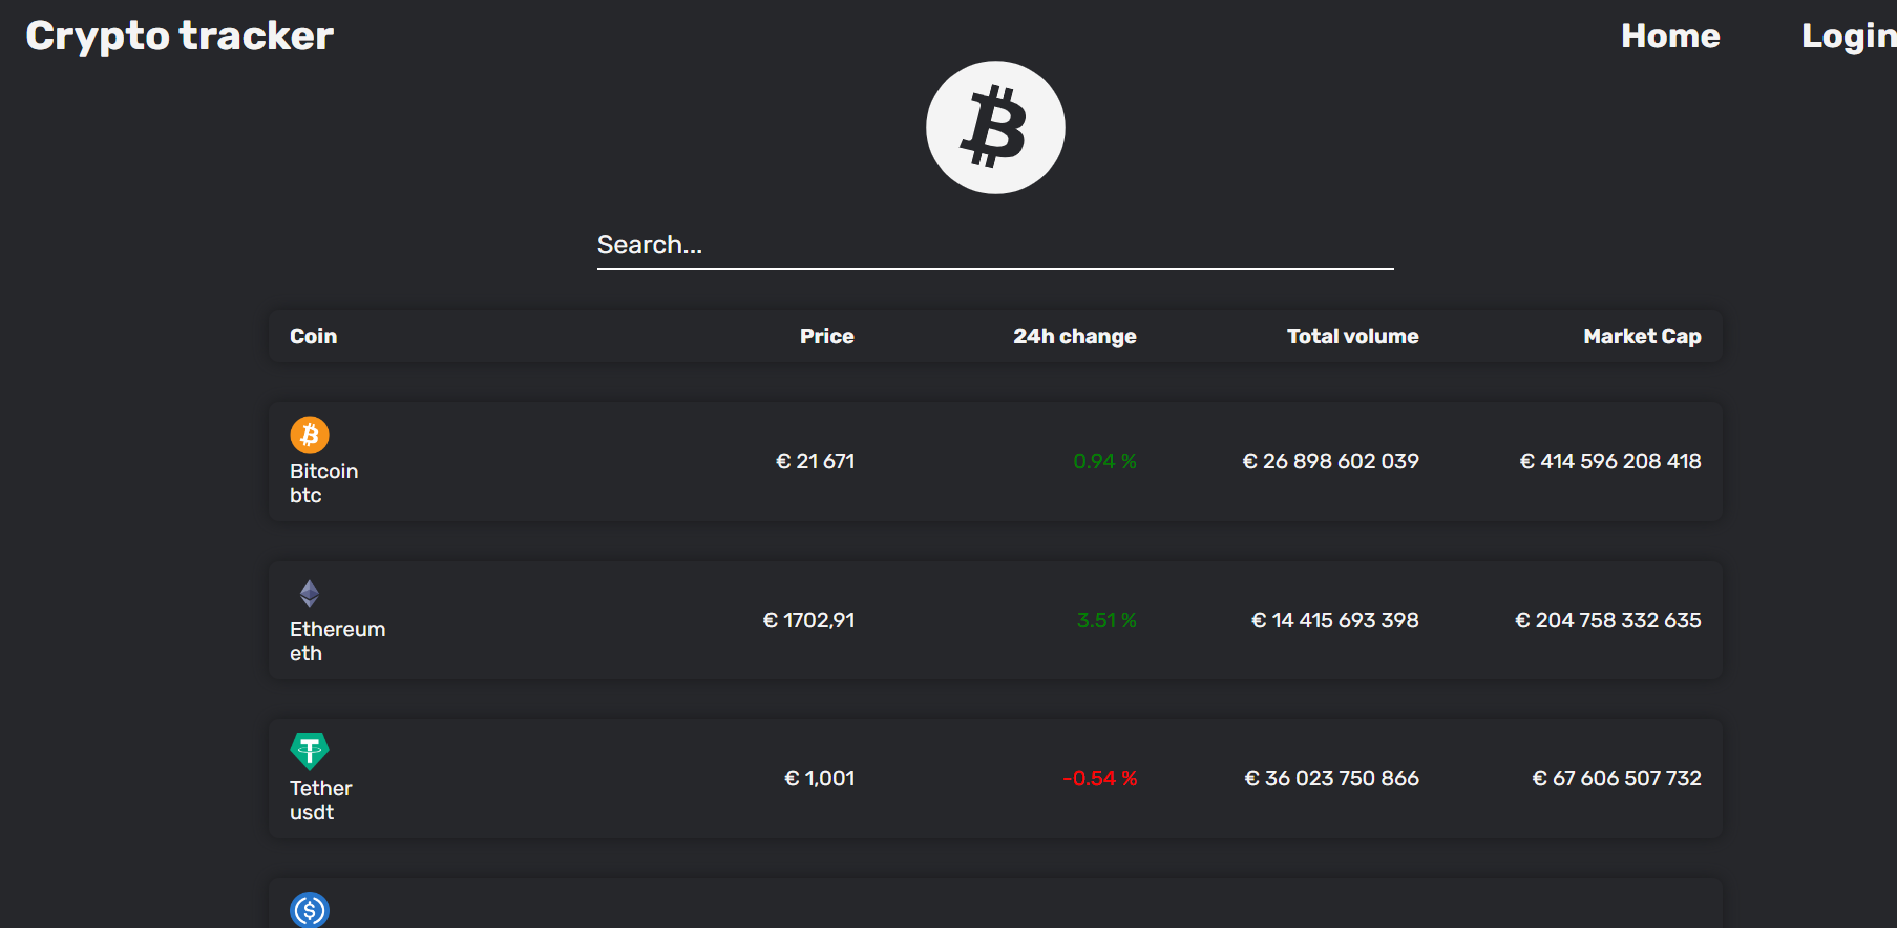 Crypto tracker Home Login
Search...
Coin Price 24h change Total volume Market Cap
Bitcoin
btc
€ 21 671 0.94 % € 26 898 602 039 € 414 596 208 418
Ethereum
eth
€ 1702,91 3.51 % € 14 415 693 398 € 204 758 332 635
Tether
usdt
€ 1,001 -0.54 % € 36 023 750 866 € 67 606 507 732